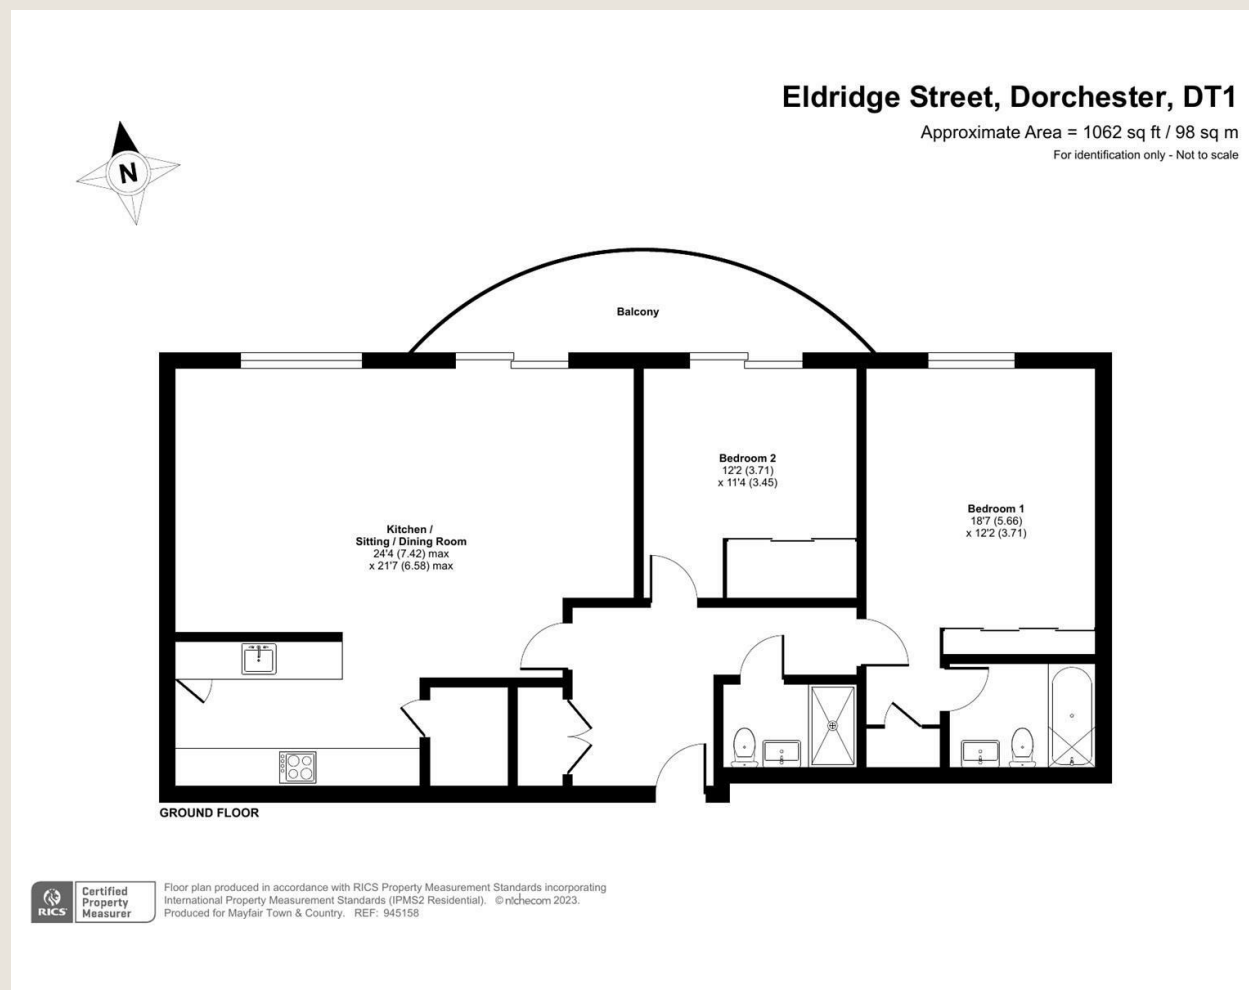 Eldridge Street, Dorchester, DT1
Approximate Area = 1062 sq ft / 98 sq m
For identification only - Not to scale
N
Balcony
Bedroom 2
12'2 (3.71)
x 11'4 (3.45)
Bedroom 1
18'7 (5.66)
x 12'2 (3.71)
Kitchen /
Sitting / Dining Room
24'4 (7.42) max
x 21'7 (6.58) max
GROUND FLOOR
RICS
Certified
Property
Measurer
Floor plan produced in accordance with RICS Property Measurement Standards incorporating
International Property Measurement Standards (IPMS2 Residential). © nichecom 2023.
Produced for Mayfair Town & Country. REF: 945158